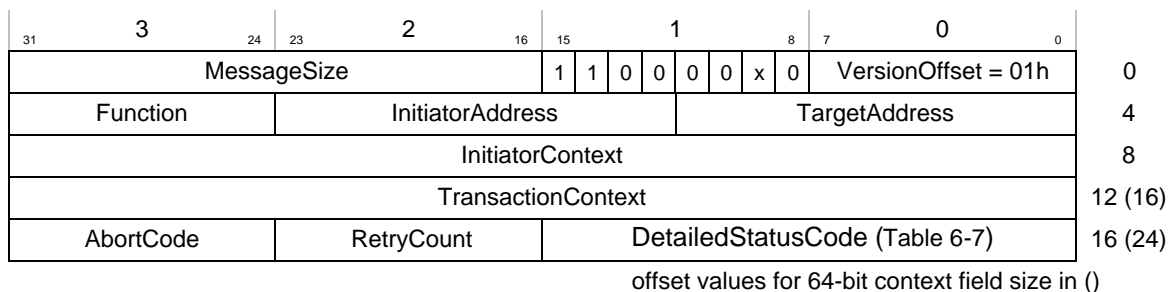 3 2 1 0
31 24 23 16 15 8 7 0
MessageSize 1 1 0 0 0 0 x 0 VersionOffset = 01h 0
Function InitiatorAddress TargetAddress 4
InitiatorContext 8
TransactionContext 12 (16)
AbortCode RetryCount DetailedStatusCode (Table 6-7) 16 (24)
offset values for 64-bit context field size in ()